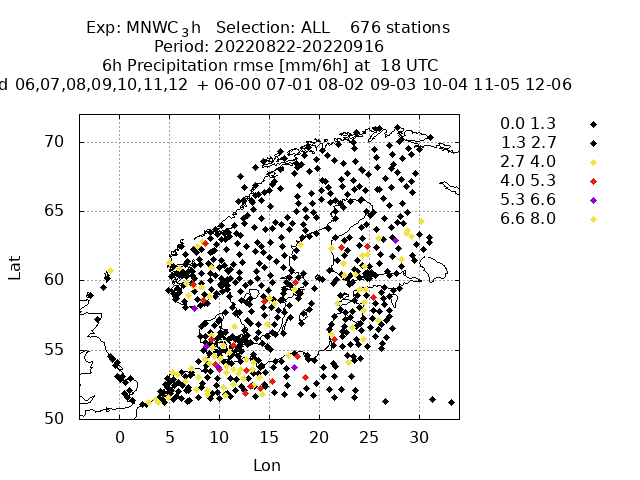 Exp: MNWC3h Selection: ALL 676 stations
Period: 20220822-20220916
6h Precipitation rmse [mm/6h] at 18 UTC
06,07,08,09,10,11,12 + 06-00 07-01 08-02 09-03 10-04 11-05 12-06
0.0 1.3
1.3 2.7
2.7 4.0
4.0 5.3
5.3 6.6
6.6 8.0
70
65
60
55
50
Lat
0 5 10 15 20 25 30
Lon